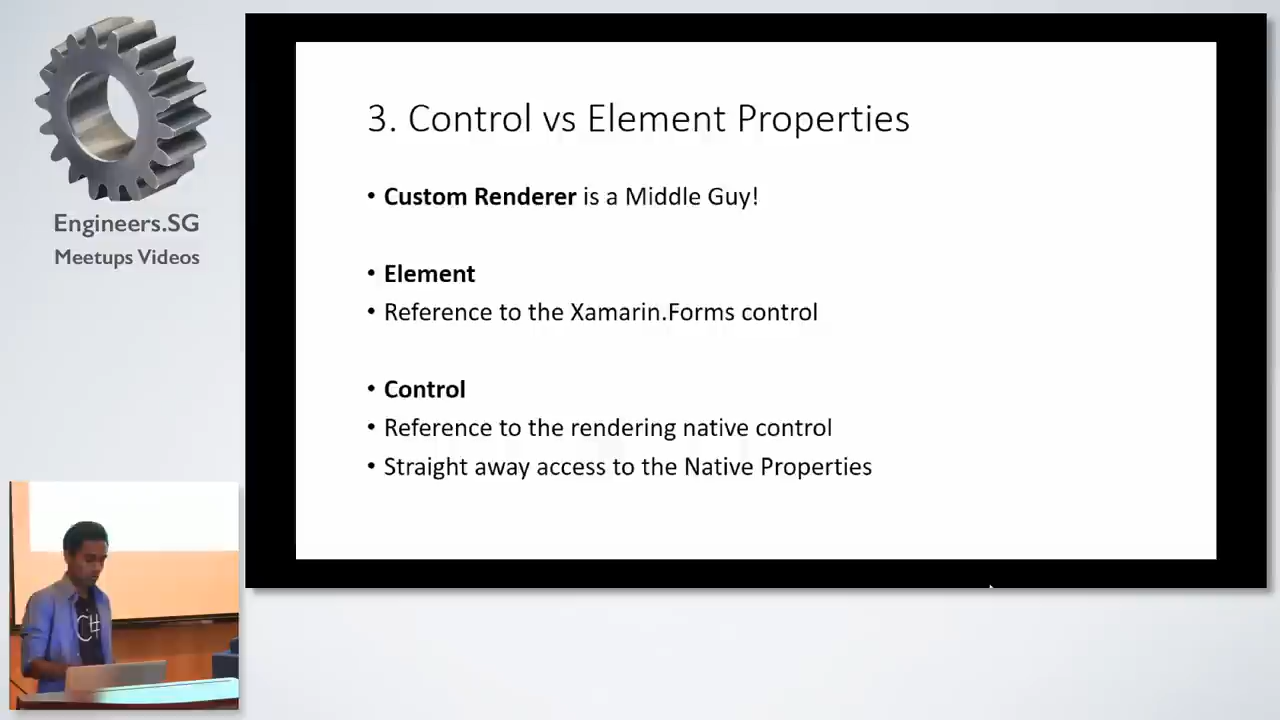 Engineers.SG
Meetups Videos
3. Control vs Element Properties
• Custom Renderer is a Middle Guy!
• Element
• Reference to the Xamarin.Forms control
• Control
• Reference to the rendering native control
• Straight away access to the Native Properties
CH